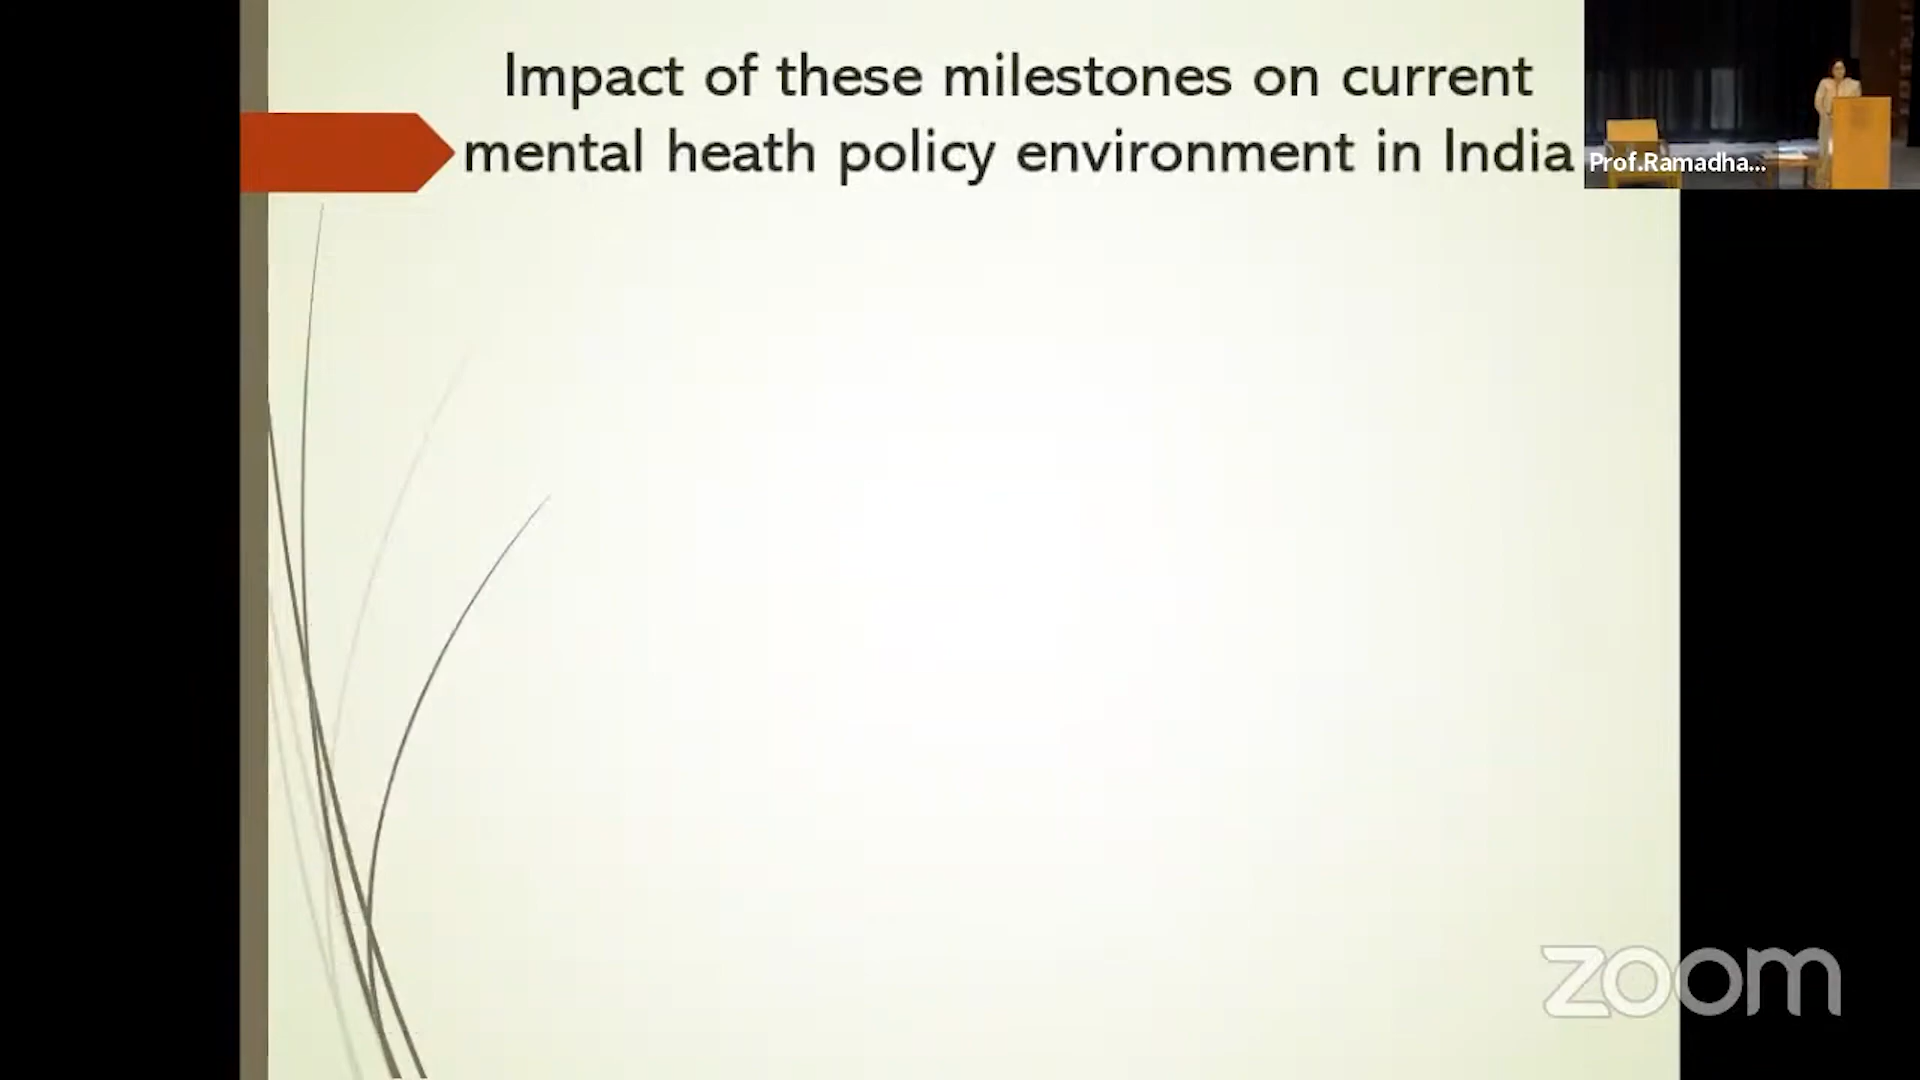 Impact of these milestones on current
mental heath policy environment in India
Prof.Ramadha...
zoom